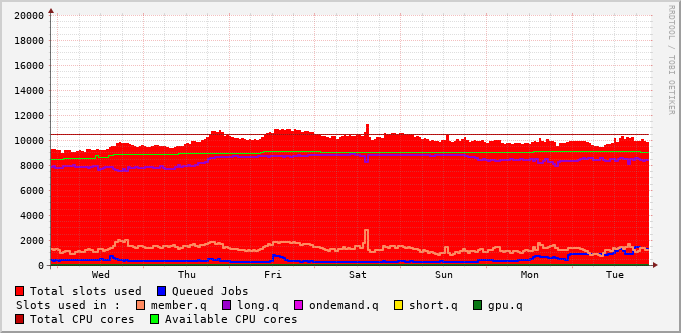 20000
18000
16000
14000
12000
10000
8000
6000
4000
2000
0
Wed Thu Fri Sat Sun Mon Tue
RRDTOOL / TOBI OETIKER
Total slots used Queued Jobs
Slots used in : member.q long.q ondemand.q short.q gpu.q
Total CPU cores Available CPU cores